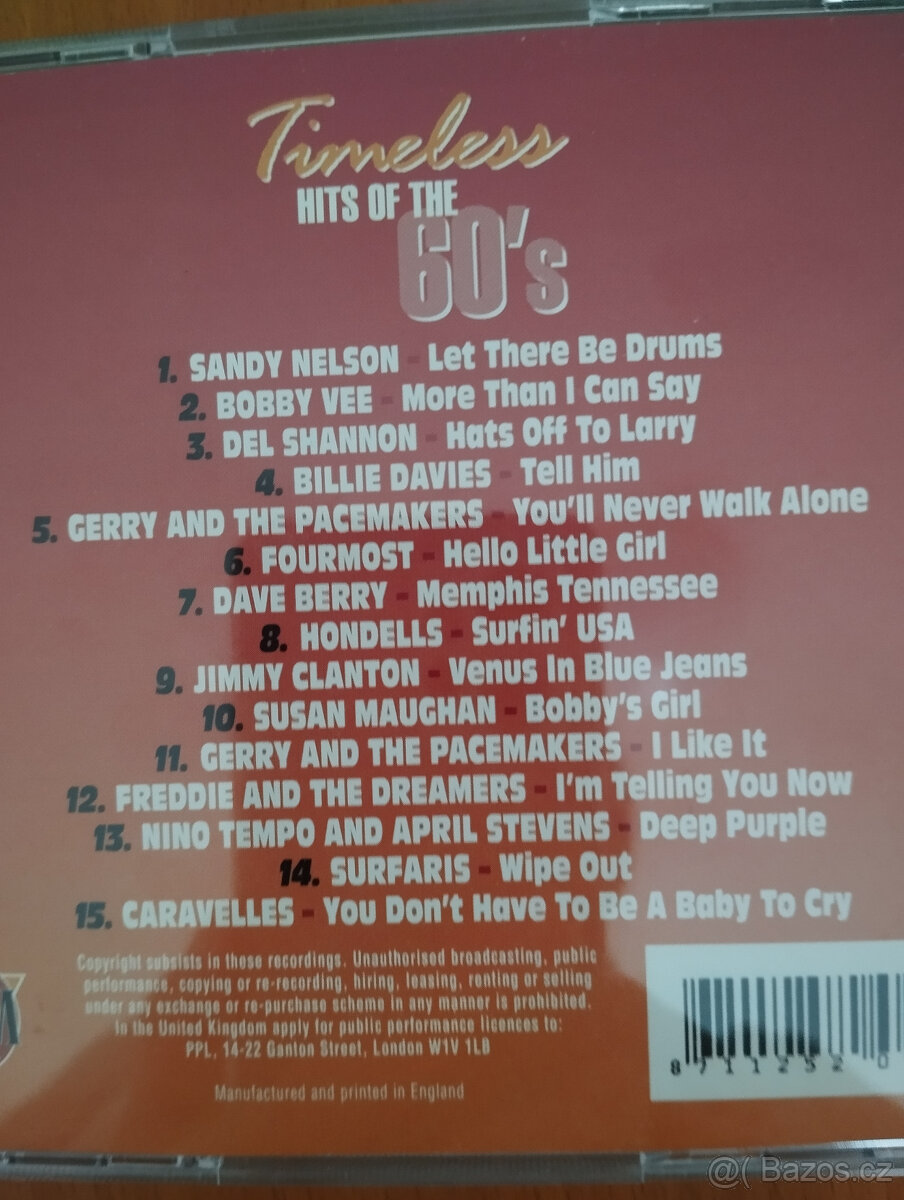 Timeless
HITS OF THE
60's
1. SANDY NELSON - Let There Be Drums
2. BOBBY VEE - More Than I Can Say
3. DEL SHANNON - Hats Off To Larry
4. BILLIE DAVIES - Tell Him
5. GERRY AND THE PACEMAKERS - You'll Never Walk Alone
6. FOURMOST - Hello Little Girl
7. DAVE BERRY - Memphis Tennessee
8. HONDELLS - Surfin' USA
9. JIMMY CLANTON - Venus In Blue Jeans
10. SUSAN MAUGHAN - Bobby's Girl
11. GERRY AND THE PACEMAKERS - I Like It
12. FREDDIE AND THE DREAMERS - I'm Telling You Now
13. NINO TEMPO AND APRIL STEVENS - Deep Purple
14. SURFARIS - Wipe Out
15. CARAVELLES - You Don't Have To Be A Baby To Cry
Copyright subsists in these recordings. Unauthorised broadcasting, public
performance, copying or re-recording, hiring, leasing, renting or selling
under any exchange or re-purchase scheme in any manner is prohibited.
In the United Kingdom apply for public performance licences to:
PPL, 14-22 Ganton Street, London W1V 1LB
Manufactured and printed in England
8 711252 0
@( Bazos.cz